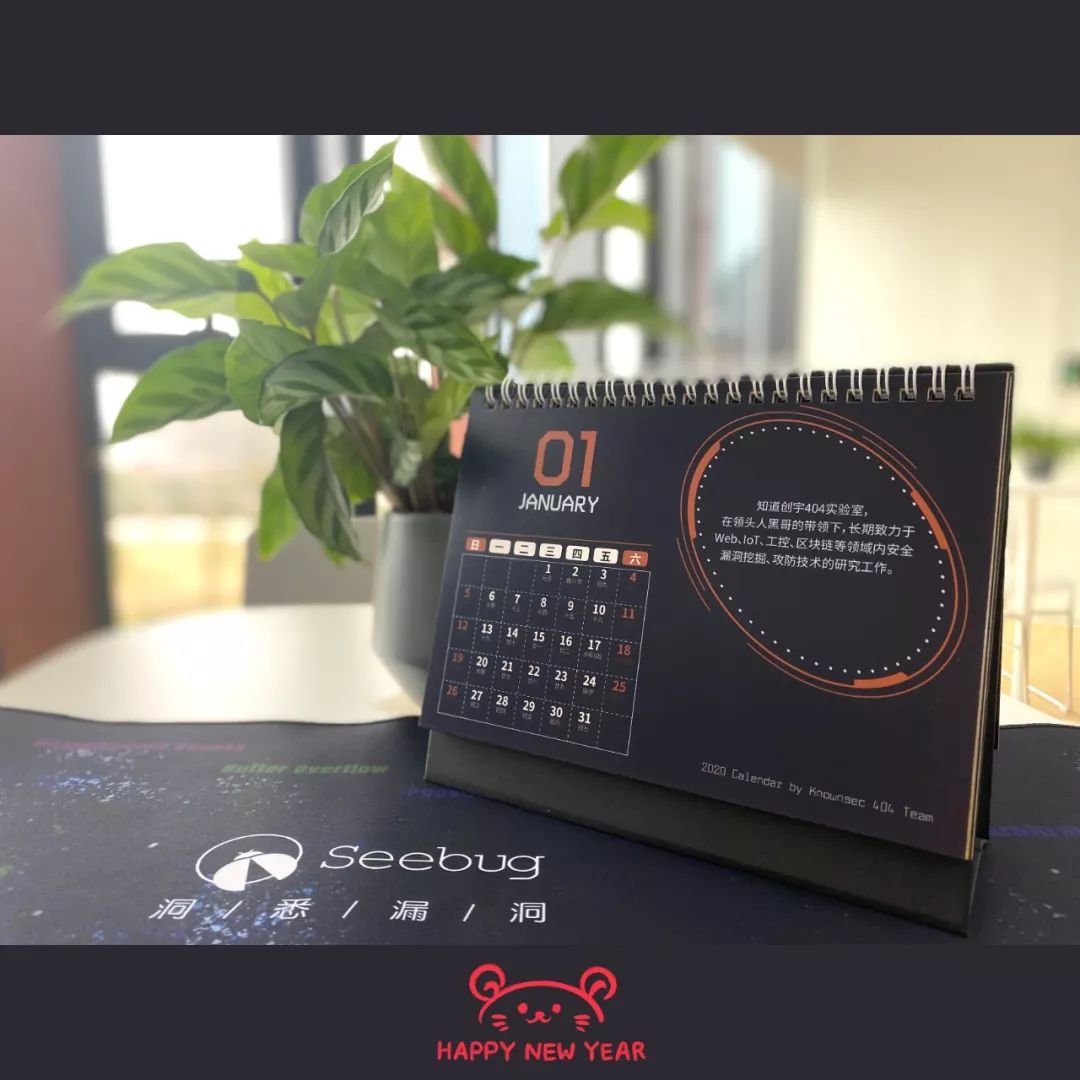 01
JANUARY
日 一 二 三 四 五 六
1 2 3 4
5 6 7 8 9 10 11
12 13 14 15 16 17 18
19 20 21 22 23 24 25
26 27 28 29 30 31
知道创宇404实验室，
在领头人黑哥的带领下，长期致力于
Web、IoT、工控、区块链等领域内安全
漏洞挖掘、攻防技术的研究工作。
2020 Calendar by Knownsec 404 Team
Buffer Overflow
Seebug
洞 / 悉 / 漏 / 洞
HAPPY NEW YEAR